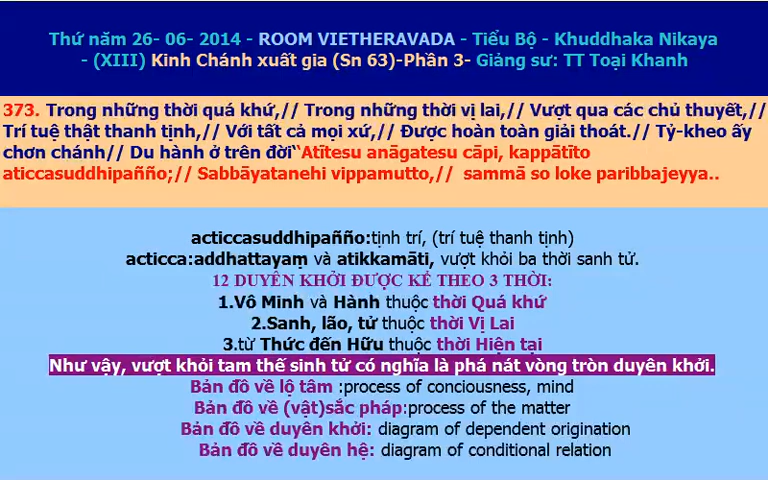 Thứ năm 26- 06- 2014 - ROOM VIETHERAVADA - Tiểu Bộ - Khuddhaka Nikaya
- (XIII) Kinh Chánh xuất gia (Sn 63)-Phần 3- Giảng sư: TT Toại Khanh
373. Trong những thời quá khứ,// Trong những thời vị lai,// Vượt qua các chủ thuyết,//
Trí tuệ thật thanh tịnh,// Với tất cả mọi xứ,// Được hoàn toàn giải thoát.// Tỷ-kheo ấy
chơn chánh// Du hành ở trên đời‘‘Atītesu anāgatesu cāpi, kappātīto
aticcasuddhipañño;// Sabbāyatanehi vippamutto,// sammā so loke paribbajeyya..
acticcasuddhipañño:tịnh trí, (trí tuệ thanh tịnh)
acticca:addhattayaṃ và atikkamāti, vượt khỏi ba thời sanh tử.
12 DUYÊN KHỞI ĐƯỢC KỂ THEO 3 THỜI:
1.Vô Minh và Hành thuộc thời Quá khứ
2.Sanh, lão, tử thuộc thời Vị Lai
3.từ Thức đến Hữu thuộc thời Hiện tại
Như vậy, vượt khỏi tam thế sinh tử có nghĩa là phá nát vòng tròn duyên khởi.
Bản đồ về lộ tâm :process of conciousness, mind
Bản đồ về (vật)sắc pháp:process of the matter
Bản đồ về duyên khởi: diagram of dependent origination
Bản đồ về duyên hệ: diagram of conditional relation